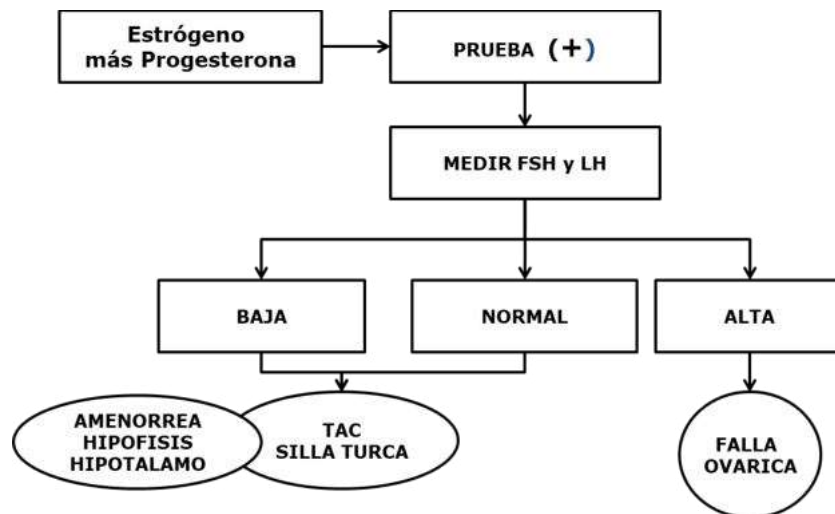 Estrógeno
más Progesterona
PRUEBA (+)
MEDIR FSH y LH
BAJA
NORMAL
ALTA
AMENORREA
HIPOFISIS
HIPOTALAMO
TAC
SILLA TURCA
FALLA
OVARICA